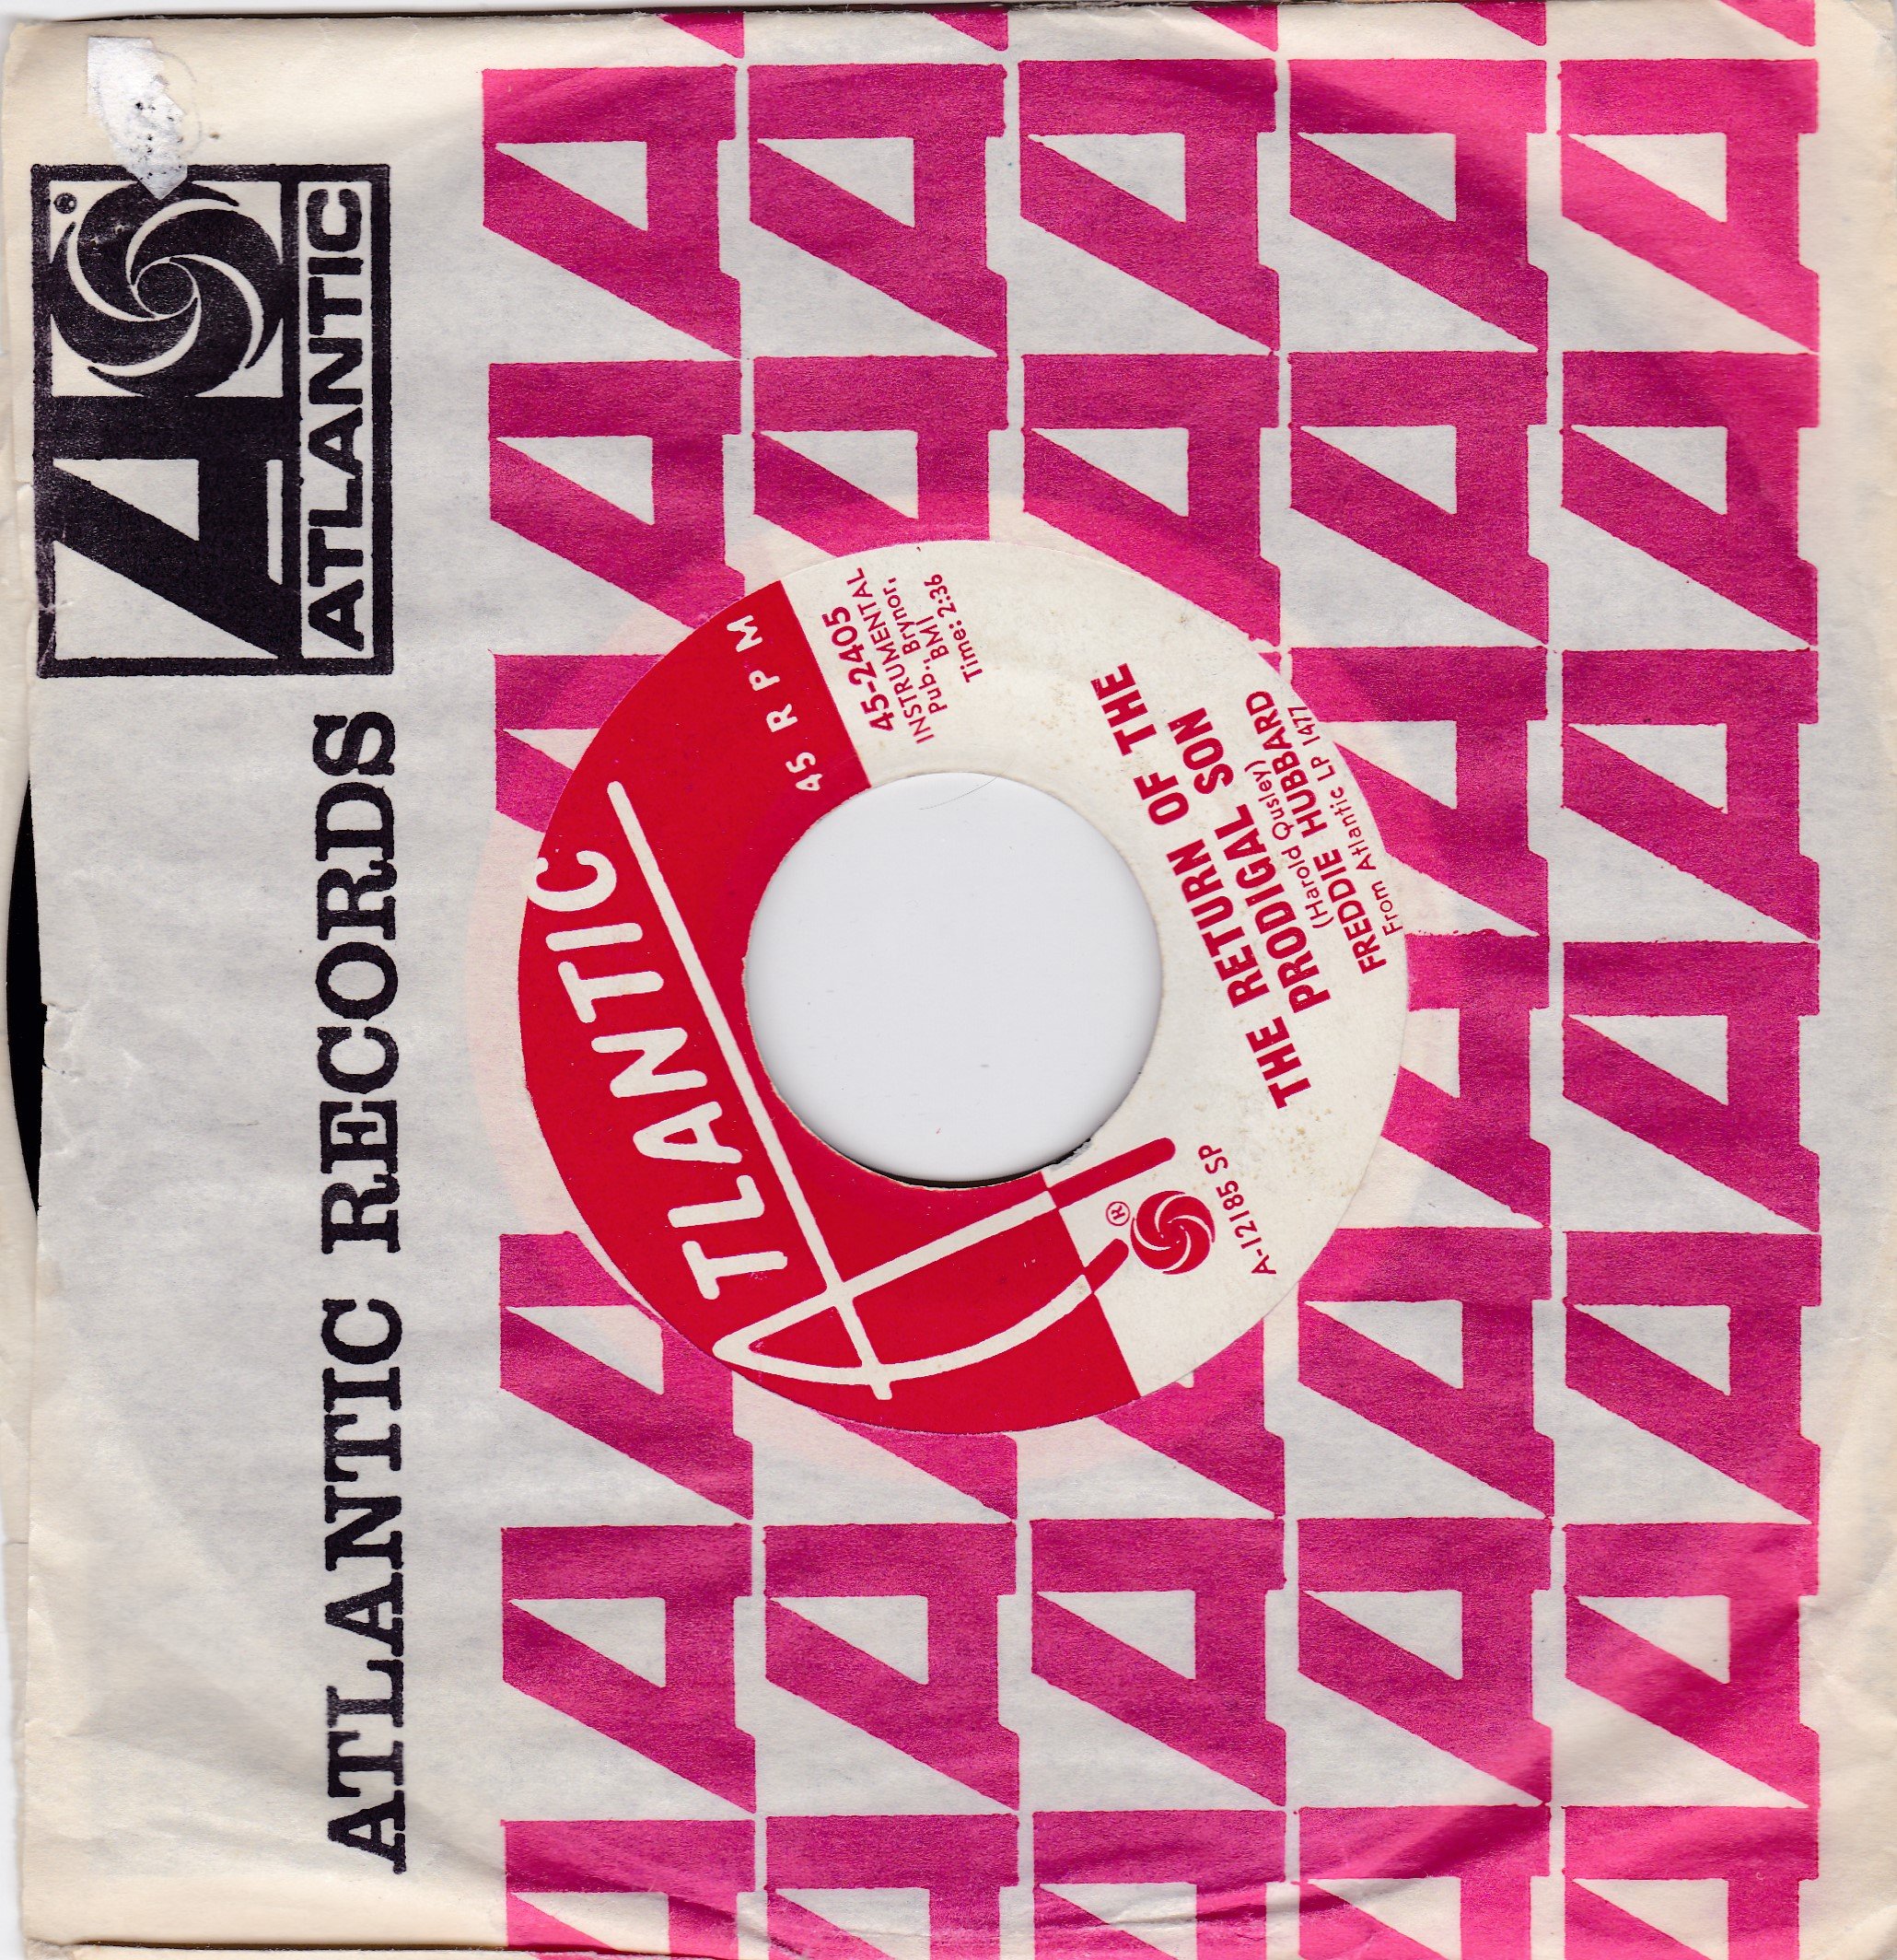 ®
ATLANTIC
ATLANTIC RECORDS
ATLANTIC
45 RPM
45-2405
INSTRUMENTAL
Pub., Brynor,
BMI
Time: 2:36
®
A-12185 SP
THE RETURN OF THE
PRODIGAL SON
(Harold Qusley)
FREDDIE HUBBARD
From Atlantic LP 1477